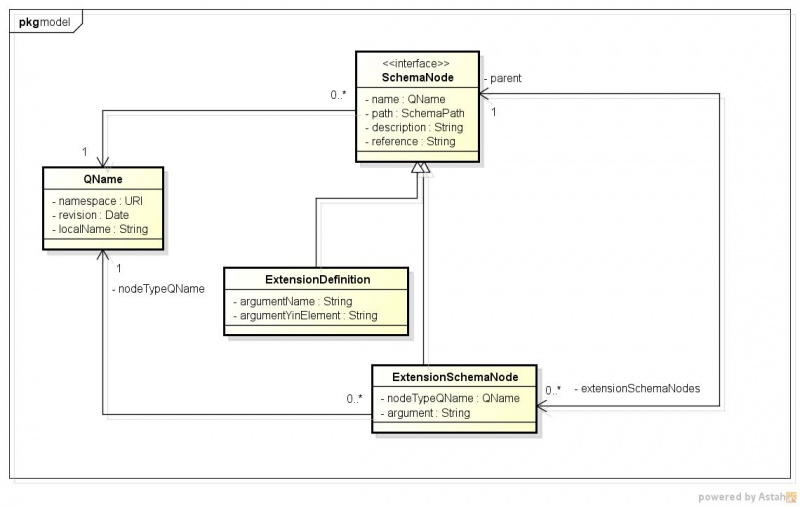 pkg model
<<interface>>
SchemaNode
- name : QName
- path : SchemaPath
- description : String
- reference : String
- parent
1
0..*
1
QName
- namespace : URI
- revision : Date
- localName : String
1
- nodeTypeQName
ExtensionDefinition
- argumentName : String
- argumentYinElement : String
ExtensionSchemaNode
- nodeTypeQName : QName
- argument : String
0..*
0..*
- extensionSchemaNodes
powered by Astah